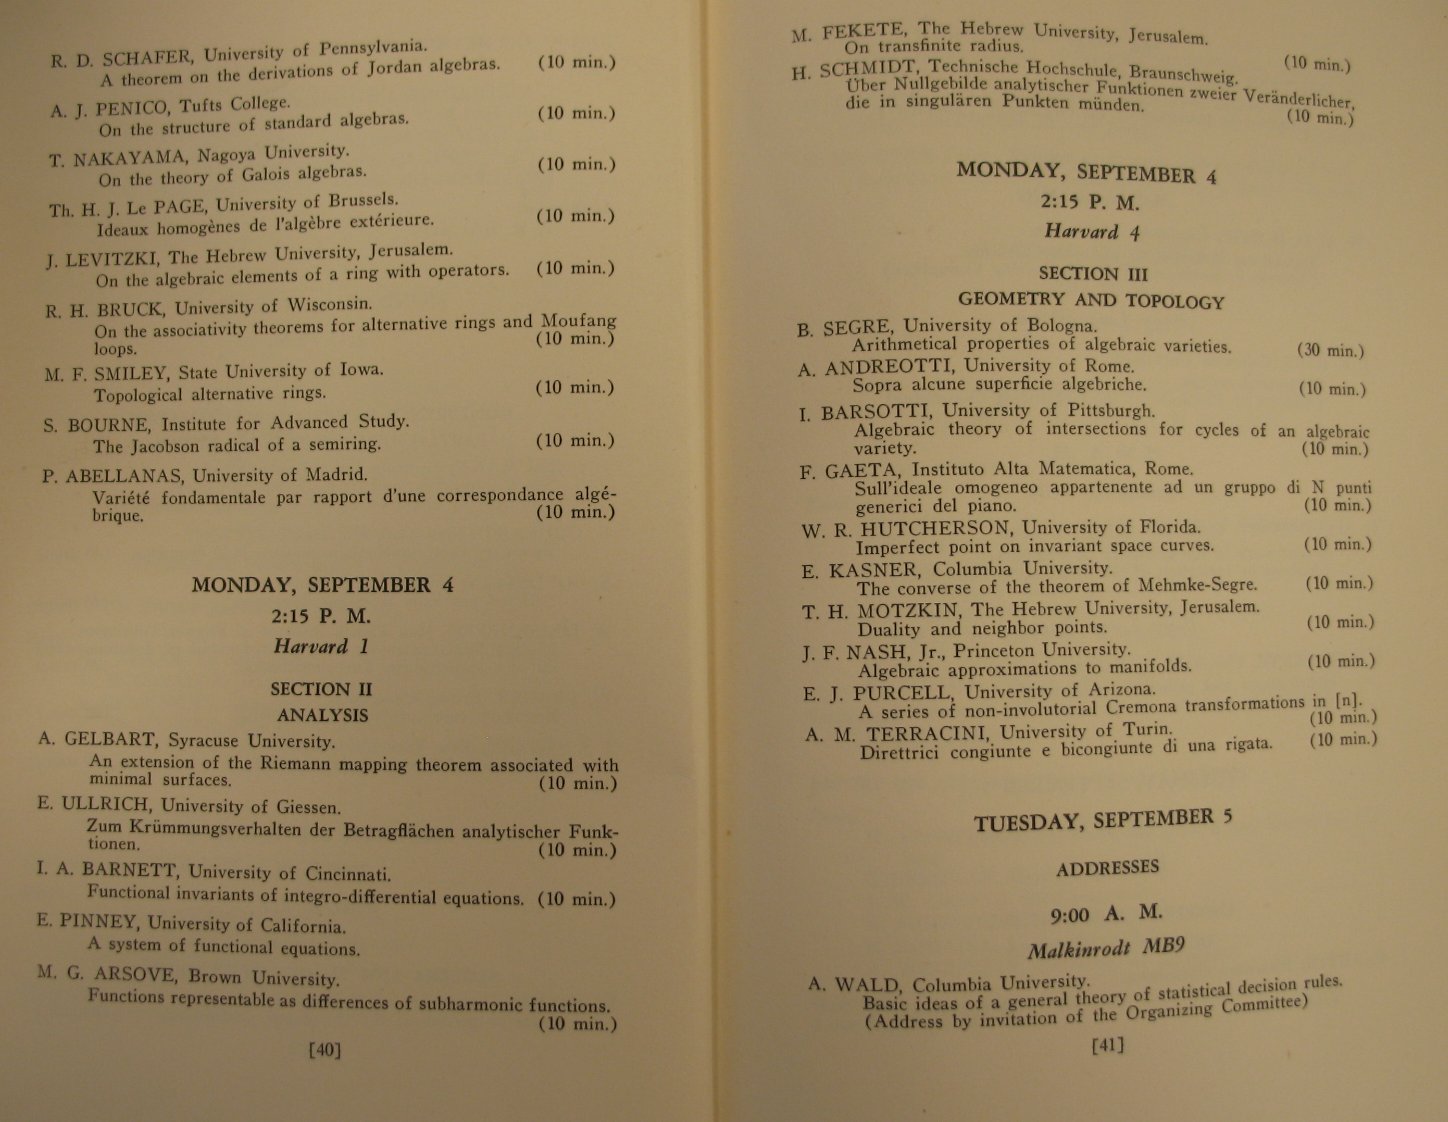 R. D. SCHAFER, University of Pennsylvania.
A theorem on the derivations of Jordan algebras. (10 min.)
A. J. PENICO, Tufts College.
On the structure of standard algebras. (10 min.)
T. NAKAYAMA, Nagoya University.
On the theory of Galois algebras. (10 min.)
Th. H. J. Le PAGE, University of Brussels.
Ideaux homogènes de l'algèbre extérieure. (10 min.)
J. LEVITZKI, The Hebrew University, Jerusalem.
On the algebraic elements of a ring with operators. (10 min.)
R. H. BRUCK, University of Wisconsin.
On the associativity theorems for alternative rings and Moufang
loops. (10 min.)
M. F. SMILEY, State University of Iowa.
Topological alternative rings. (10 min.)
S. BOURNE, Institute for Advanced Study.
The Jacobson radical of a semiring. (10 min.)
P. ABELLANAS, University of Madrid.
Variété fondamentale par rapport d'une correspondance algé-
brique. (10 min.)
MONDAY, SEPTEMBER 4
2:15 P. M.
Harvard 1
SECTION II
ANALYSIS
A. GELBART, Syracuse University.
An extension of the Riemann mapping theorem associated with
minimal surfaces. (10 min.)
E. ULLRICH, University of Giessen.
Zum Krümmungsverhalten der Betragflächen analytischer Funk-
tionen. (10 min.)
I. A. BARNETT, University of Cincinnati.
Functional invariants of integro-differential equations. (10 min.)
E. PINNEY, University of California.
A system of functional equations.
M. G. ARSOVE, Brown University.
Functions representable as differences of subharmonic functions.
(10 min.)
[40]
M. FEKETE, The Hebrew University, Jerusalem.
On transfinite radius. (10 min.)
H. SCHMIDT, Technische Hochschule, Braunschweig.
Über Nullgebilde analytischer Funktionen zweier Veränderlicher,
die in singulären Punkten münden. (10 min.)
MONDAY, SEPTEMBER 4
2:15 P. M.
Harvard 4
SECTION III
GEOMETRY AND TOPOLOGY
B. SEGRE, University of Bologna.
Arithmetical properties of algebraic varieties. (30 min.)
A. ANDREOTTI, University of Rome.
Sopra alcune superficie algebriche. (10 min.)
I. BARSOTTI, University of Pittsburgh.
Algebraic theory of intersections for cycles of an algebraic
variety. (10 min.)
F. GAETA, Instituto Alta Matematica, Rome.
Sull'ideale omogeneo appartenente ad un gruppo di N punti
generici del piano. (10 min.)
W. R. HUTCHERSON, University of Florida.
Imperfect point on invariant space curves. (10 min.)
E. KASNER, Columbia University.
The converse of the theorem of Mehmke-Segre. (10 min.)
T. H. MOTZKIN, The Hebrew University, Jerusalem.
Duality and neighbor points. (10 min.)
J. F. NASH, Jr., Princeton University.
Algebraic approximations to manifolds. (10 min.)
E. J. PURCELL, University of Arizona.
A series of non-involutorial Cremona transformations in [n].
(10 min.)
A. M. TERRACINI, University of Turin.
Direttrici congiunte e bicongiunte di una rigata. (10 min.)
TUESDAY, SEPTEMBER 5
ADDRESSES
9:00 A. M.
Malkinrodt MB9
A. WALD, Columbia University.
Basic ideas of a general theory of statistical decision rules.
(Address by invitation of the Organizing Committee)
[41]